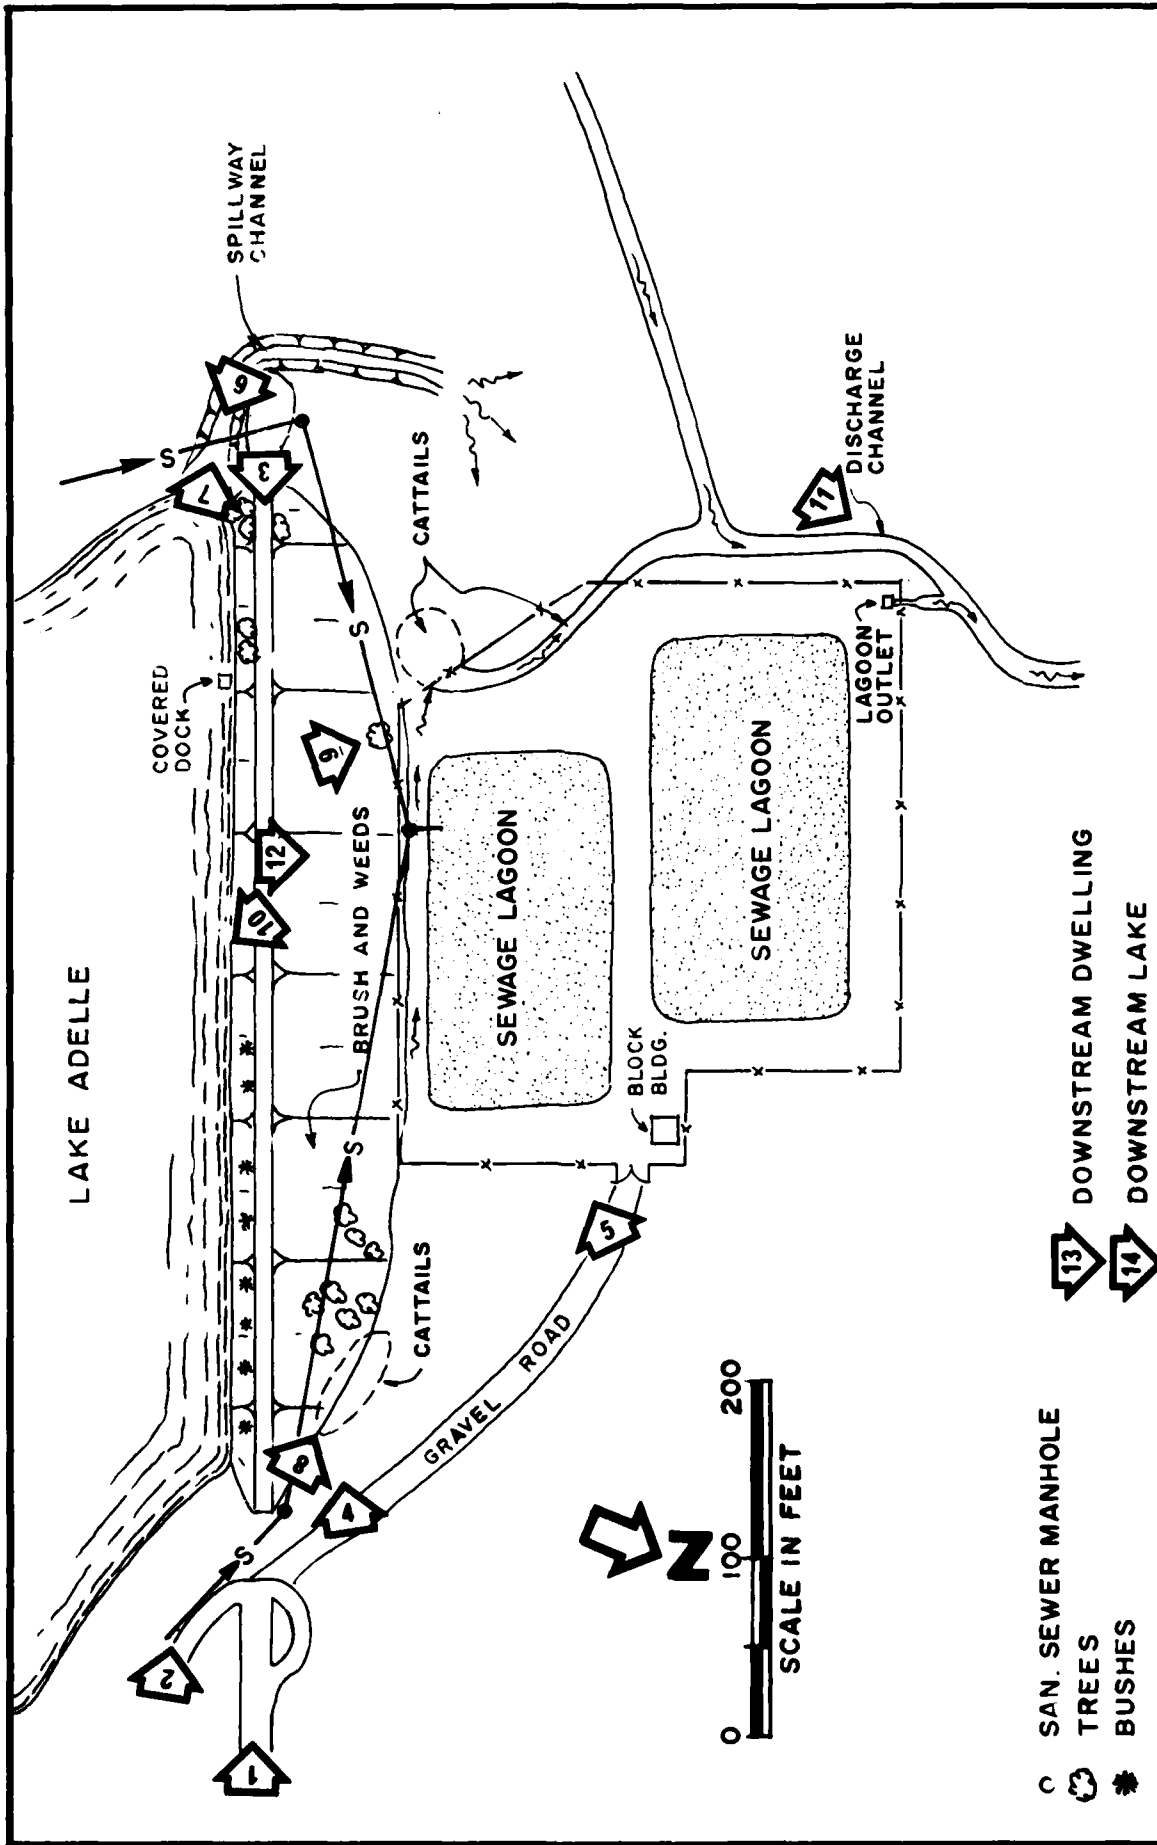 LAKE ADELLE
SPILLWAY
CHANNEL
COVERED
DOCK
CATTAILS
BRUSH AND WEEDS
CATTAILS
SEWAGE LAGOON
SEWAGE LAGOON
LAGOON
OUTLET
DISCHARGE
CHANNEL
BLOCK
BLDG.
GRAVEL ROAD
S
S
S
S
1
2
3
4
5
6
7
8
9
10
11
12
N
0 100 200
SCALE IN FEET
SAN. SEWER MANHOLE
TREES
BUSHES
13 DOWNSTREAM DWELLING
14 DOWNSTREAM LAKE